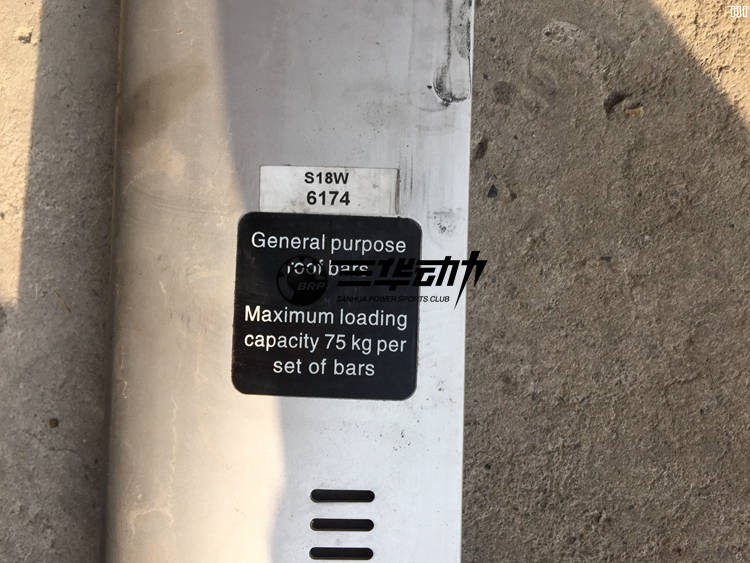 S18W
6174
General purpose
roof bars
BRP 三华动力
SANHUA POWER SPORTS CLUB
Maximum loading
capacity 75 kg per
set of bars